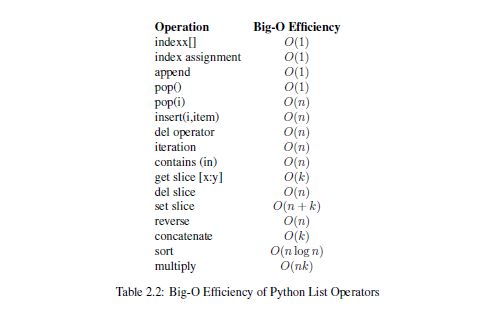 Operation Big-O Efficiency
indexx[] O(1)
index assignment O(1)
append O(1)
pop() O(1)
pop(i) O(n)
insert(i,item) O(n)
del operator O(n)
iteration O(n)
contains (in) O(n)
get slice [x:y] O(k)
del slice O(n)
set slice O(n + k)
reverse O(n)
concatenate O(k)
sort O(n log n)
multiply O(nk)
Table 2.2: Big-O Efficiency of Python List Operators